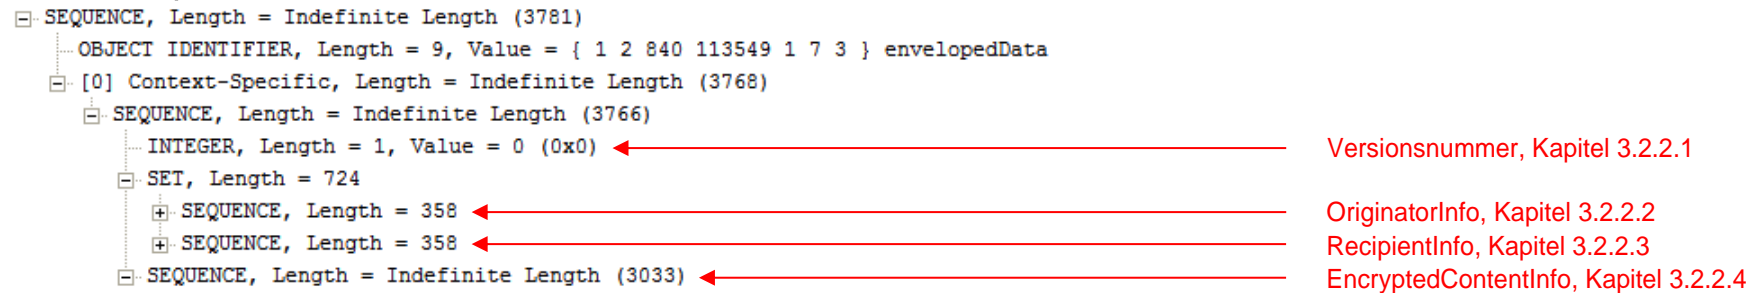 SEQUENCE, Length = Indefinite Length (3781)
OBJECT IDENTIFIER, Length = 9, Value = { 1 2 840 113549 1 7 3 } envelopedData
[0] Context-Specific, Length = Indefinite Length (3768)
SEQUENCE, Length = Indefinite Length (3766)
INTEGER, Length = 1, Value = 0 (0x0) Versionsnummer, Kapitel 3.2.2.1
SET, Length = 724
SEQUENCE, Length = 358 OriginatorInfo, Kapitel 3.2.2.2
SEQUENCE, Length = 358 RecipientInfo, Kapitel 3.2.2.3
SEQUENCE, Length = Indefinite Length (3033) EncryptedContentInfo, Kapitel 3.2.2.4